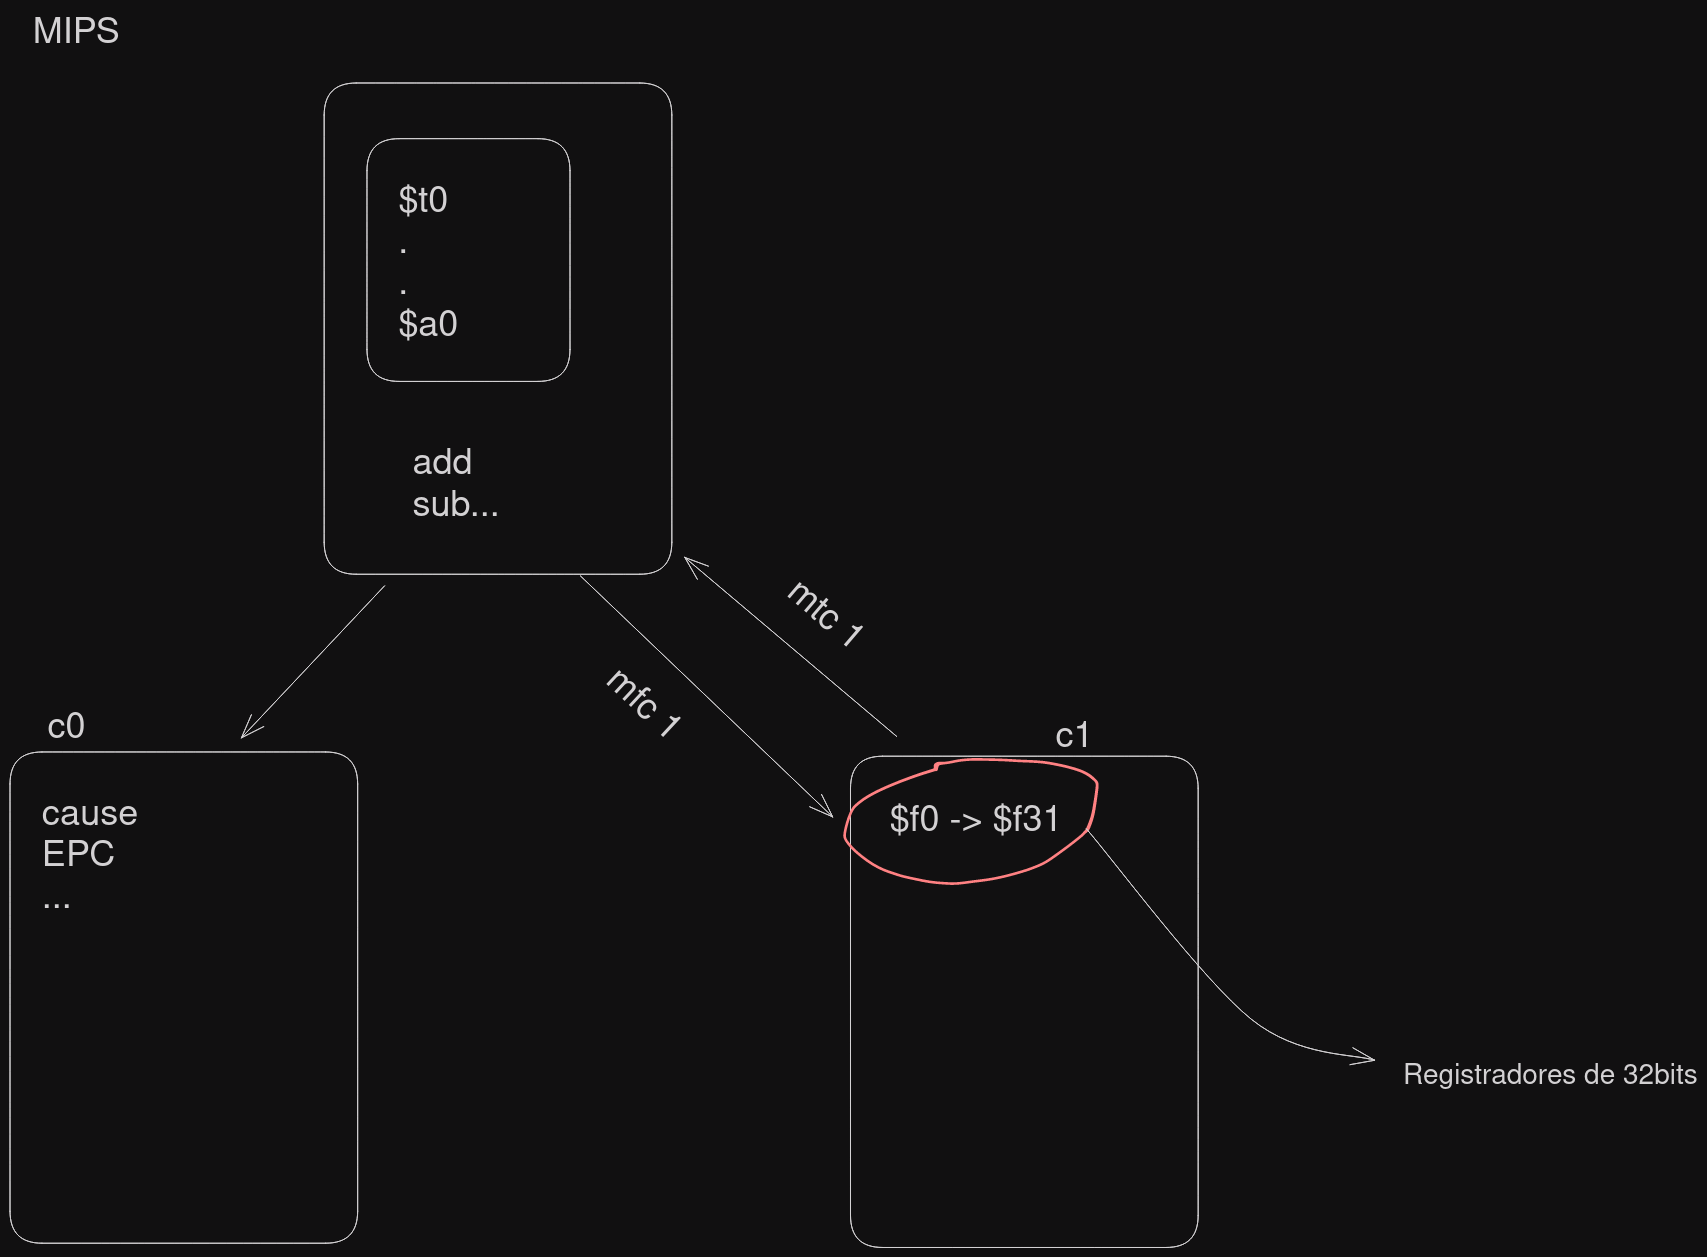 MIPS
$t0
.
.
$a0
add
sub...
mtc 1
mfc 1
c0
cause
EPC
...
c1
$f0 -> $f31
Registradores de 32bits